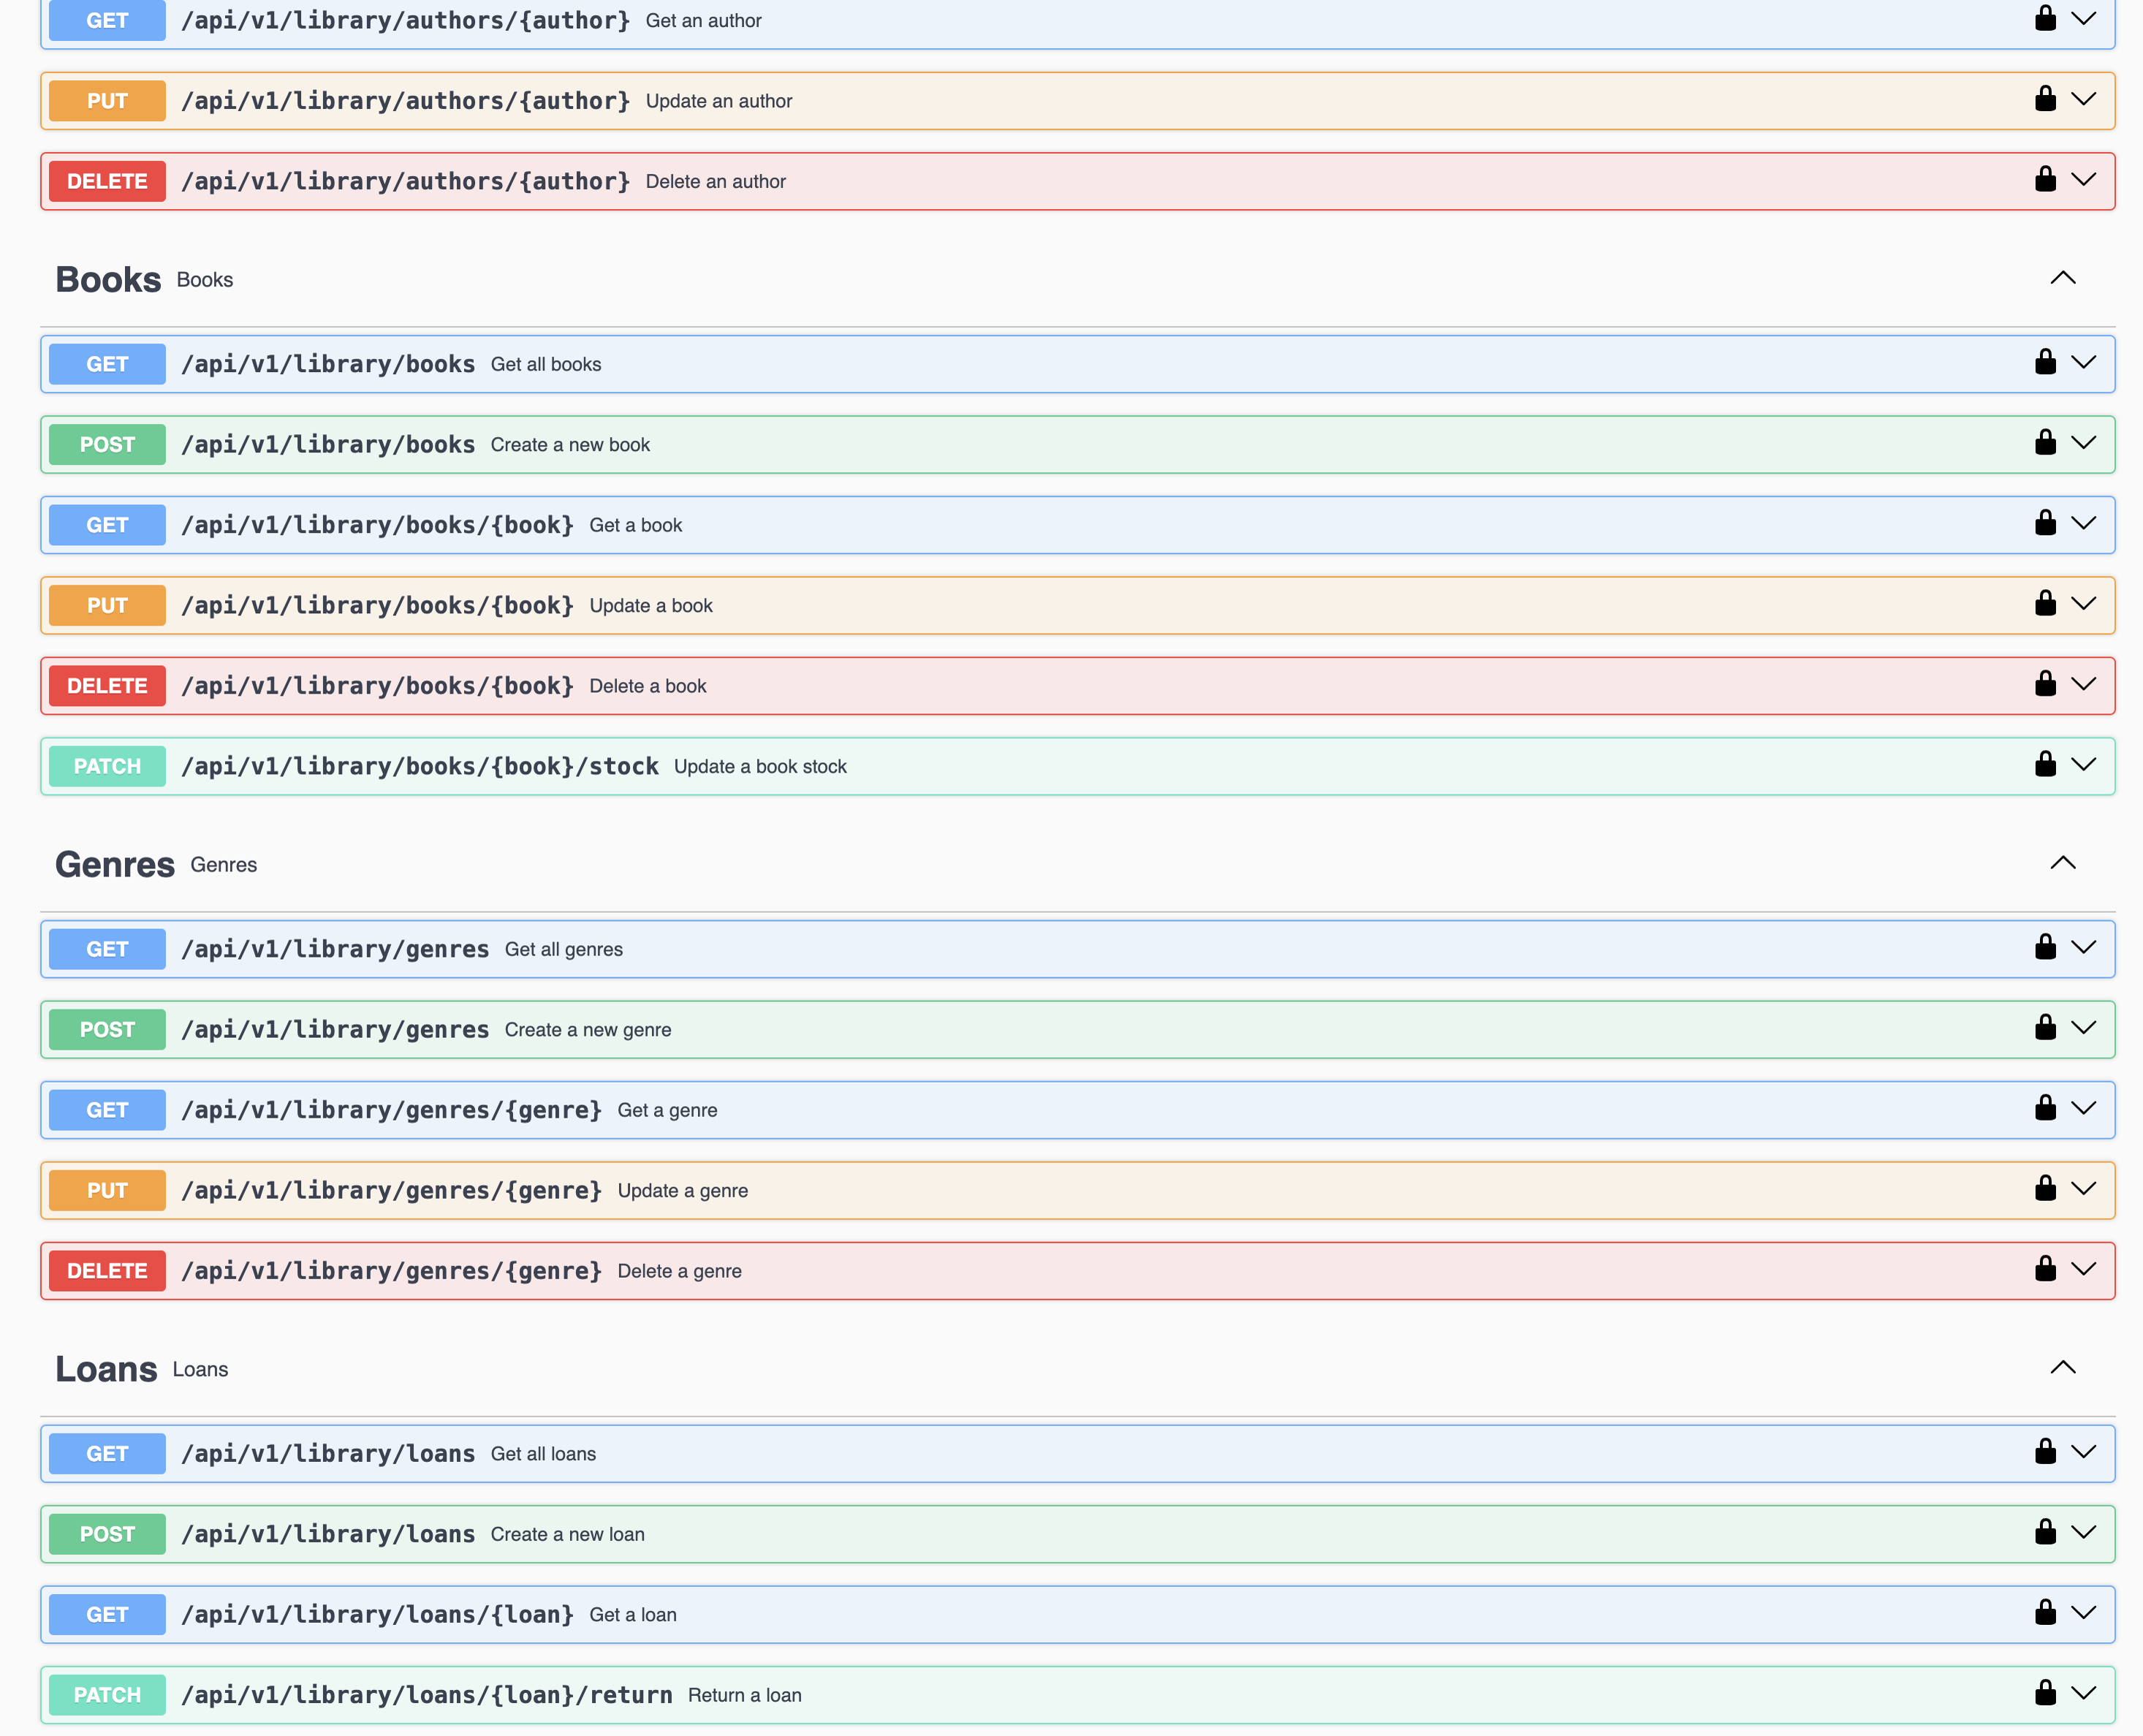 GET /api/v1/library/authors/{author} Get an author
PUT /api/v1/library/authors/{author} Update an author
DELETE /api/v1/library/authors/{author} Delete an author
Books Books
GET /api/v1/library/books Get all books
POST /api/v1/library/books Create a new book
GET /api/v1/library/books/{book} Get a book
PUT /api/v1/library/books/{book} Update a book
DELETE /api/v1/library/books/{book} Delete a book
PATCH /api/v1/library/books/{book}/stock Update a book stock
Genres Genres
GET /api/v1/library/genres Get all genres
POST /api/v1/library/genres Create a new genre
GET /api/v1/library/genres/{genre} Get a genre
PUT /api/v1/library/genres/{genre} Update a genre
DELETE /api/v1/library/genres/{genre} Delete a genre
Loans Loans
GET /api/v1/library/loans Get all loans
POST /api/v1/library/loans Create a new loan
GET /api/v1/library/loans/{loan} Get a loan
PATCH /api/v1/library/loans/{loan}/return Return a loan